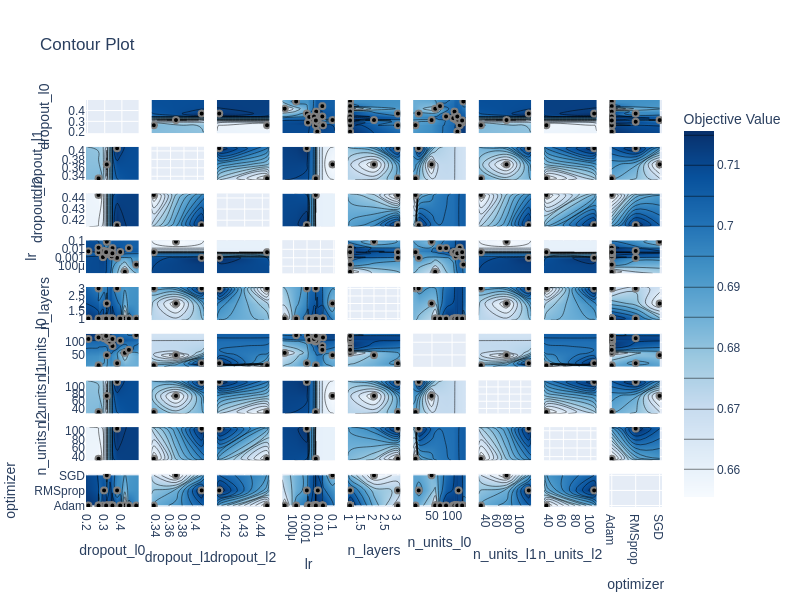 Contour Plot
Objective Value
0.71
0.7
0.69
0.68
0.67
0.66
dropout_l0
0.4
0.3
0.2
dropout_l1
0.4
0.38
0.36
0.34
dropout_l2
0.44
0.43
0.42
lr
0.1
0.01
0.001
100μ
n_layers
3
2.5
2
1.5
1
n_units_l0
100
50
n_units_l1
100
80
60
40
n_units_l2
100
80
60
40
optimizer
SGD
RMSprop
Adam
0.2 0.3 0.4
0.34 0.36 0.38 0.4
0.42 0.43 0.44
100μ 0.001 0.01 0.1
1 1.5 2 2.5 3
50 100
40 60 80 100
40 60 80 100
Adam RMSprop SGD
dropout_l0 dropout_l1 dropout_l2 lr n_layers n_units_l0 n_units_l1 n_units_l2 optimizer